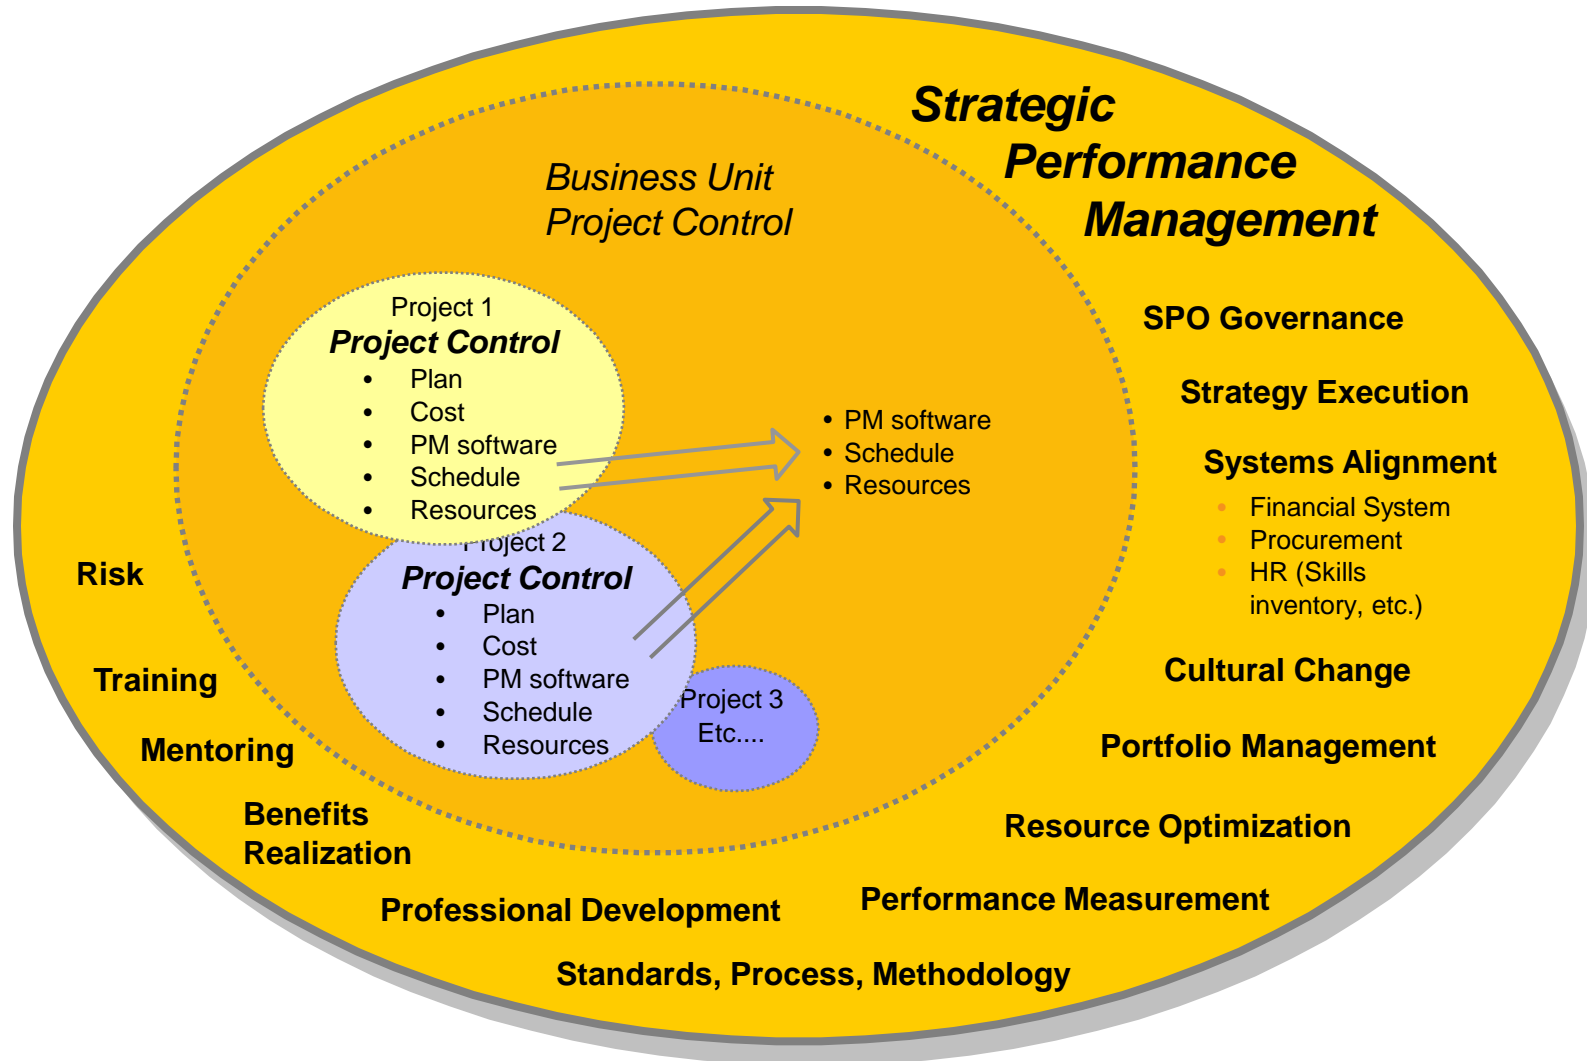 Strategic
Performance
Management
Business Unit
Project Control
Project 1
Project Control
• Plan
• Cost
• PM software
• Schedule
• Resources
Project 2
Project Control
• Plan
• Cost
• PM software
• Schedule
• Resources
Project 3
Etc....
• PM software
• Schedule
• Resources
SPO Governance
Strategy Execution
Systems Alignment
• Financial System
• Procurement
• HR (Skills
inventory, etc.)
Cultural Change
Portfolio Management
Resource Optimization
Performance Measurement
Standards, Process, Methodology
Professional Development
Benefits
Realization
Mentoring
Training
Risk